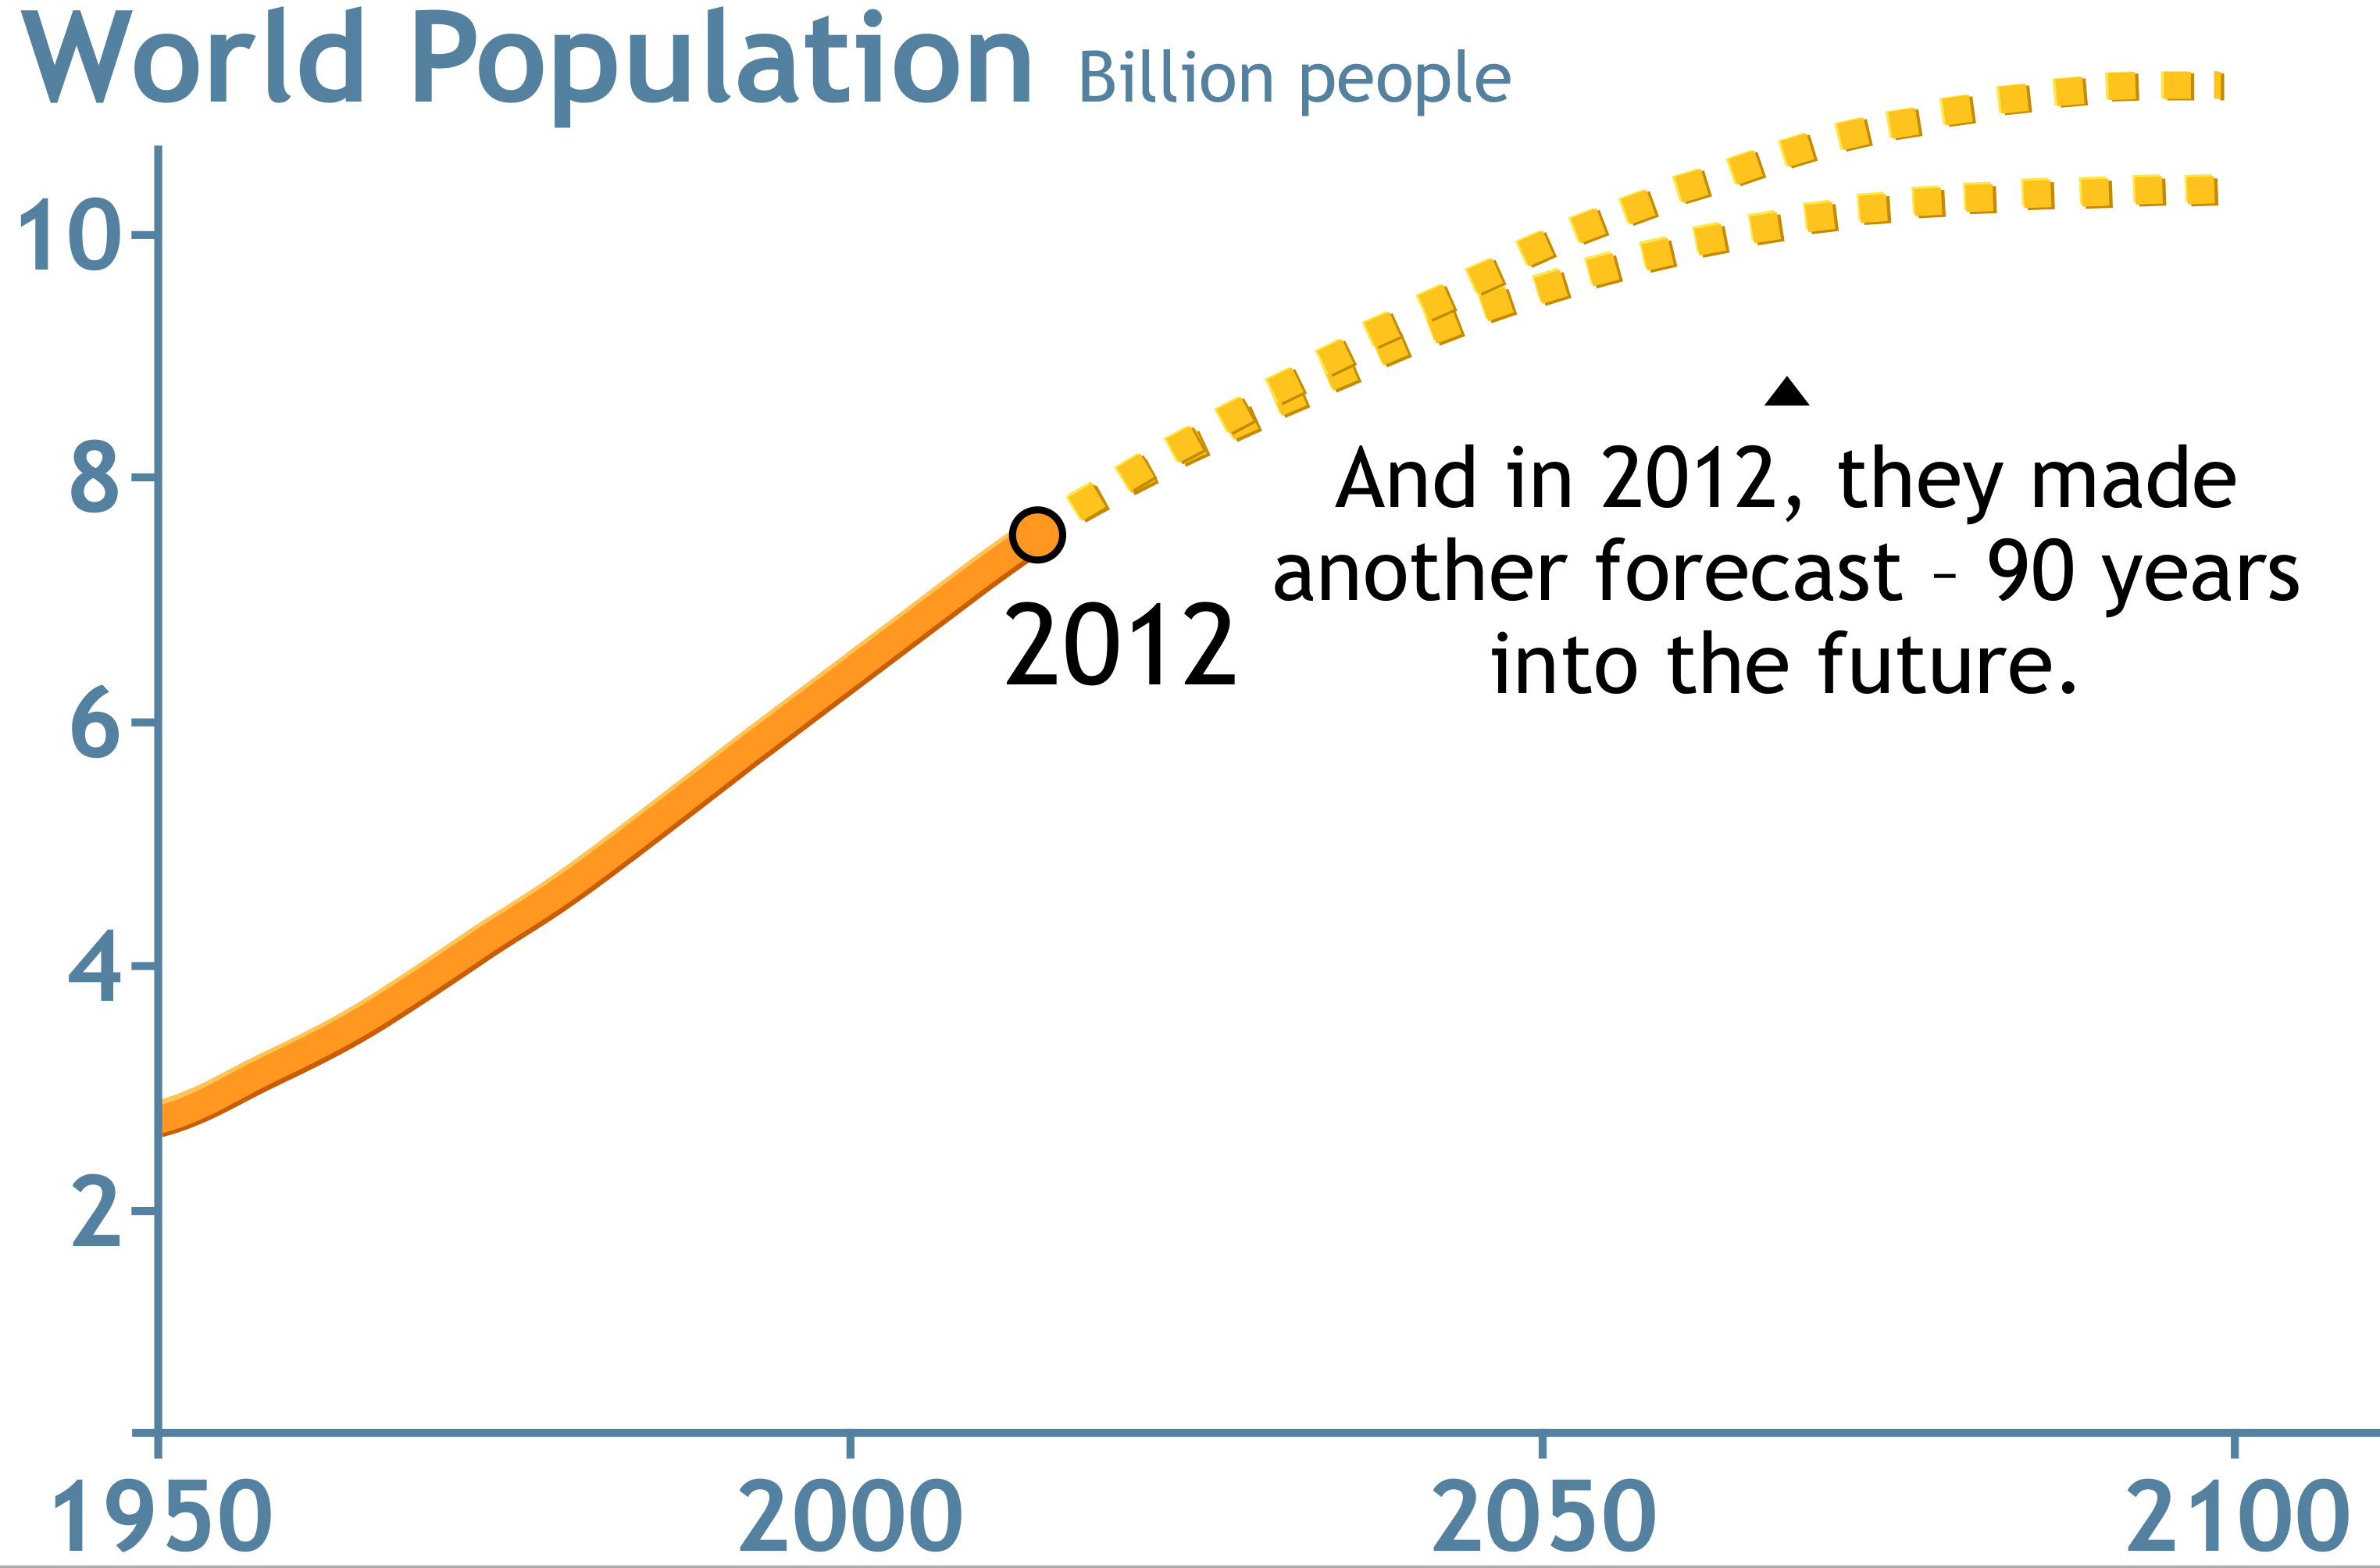 World Population Billion people
10
8
And in 2012, they made
another forecast – 90 years
into the future.
2012
6
4
2
1950 2000 2050 2100